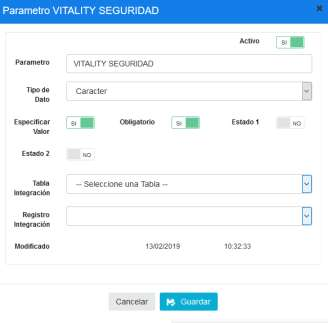 Parametro VITALITY SEGURIDAD ×
Activo SI
Parametro VITALITY SEGURIDAD
Tipo de Dato Caracter
Especificar Valor SI Obligatorio SI Estado 1 NO
Estado 2 NO
Tabla Integración -- Seleccione una Tabla --
Registro Integración
Modificado 13/02/2019 10:32:33
Cancelar Guardar